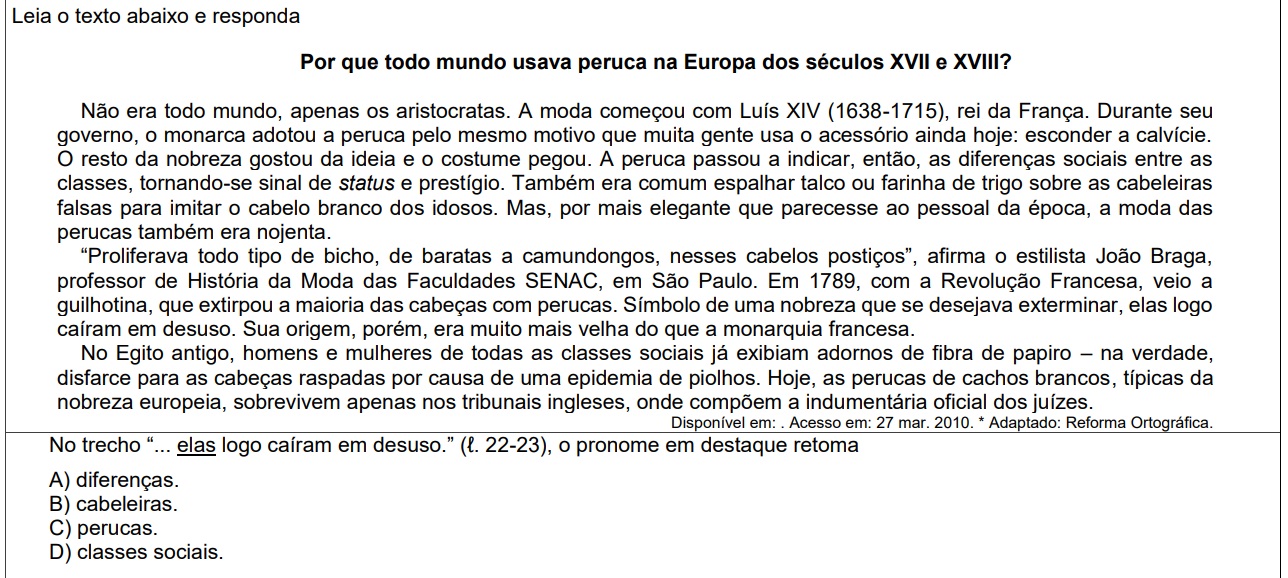 Leia o texto abaixo e responda
Por que todo mundo usava peruca na Europa dos séculos XVII e XVIII?
Não era todo mundo, apenas os aristocratas. A moda começou com Luís XIV (1638-1715), rei da França. Durante seu
governo, o monarca adotou a peruca pelo mesmo motivo que muita gente usa o acessório ainda hoje: esconder a calvície.
O resto da nobreza gostou da ideia e o costume pegou. A peruca passou a indicar, então, as diferenças sociais entre as
classes, tornando-se sinal de status e prestígio. Também era comum espalhar talco ou farinha de trigo sobre as cabeleiras
falsas para imitar o cabelo branco dos idosos. Mas, por mais elegante que parecesse ao pessoal da época, a moda das
perucas também era nojenta.
“Proliferava todo tipo de bicho, de baratas a camundongos, nesses cabelos postiços”, afirma o estilista João Braga,
professor de História da Moda das Faculdades SENAC, em São Paulo. Em 1789, com a Revolução Francesa, veio a
guilhotina, que extirpou a maioria das cabeças com perucas. Símbolo de uma nobreza que se desejava exterminar, elas logo
caíram em desuso. Sua origem, porém, era muito mais velha do que a monarquia francesa.
No Egito antigo, homens e mulheres de todas as classes sociais já exibiam adornos de fibra de papiro – na verdade,
disfarce para as cabeças raspadas por causa de uma epidemia de piolhos. Hoje, as perucas de cachos brancos, típicas da
nobreza europeia, sobrevivem apenas nos tribunais ingleses, onde compõem a indumentária oficial dos juízes.
Disponível em: . Acesso em: 27 mar. 2010. * Adaptado: Reforma Ortográfica.
No trecho “... elas logo caíram em desuso.” (ℓ. 22-23), o pronome em destaque retoma
A) diferenças.
B) cabeleiras.
C) perucas.
D) classes sociais.